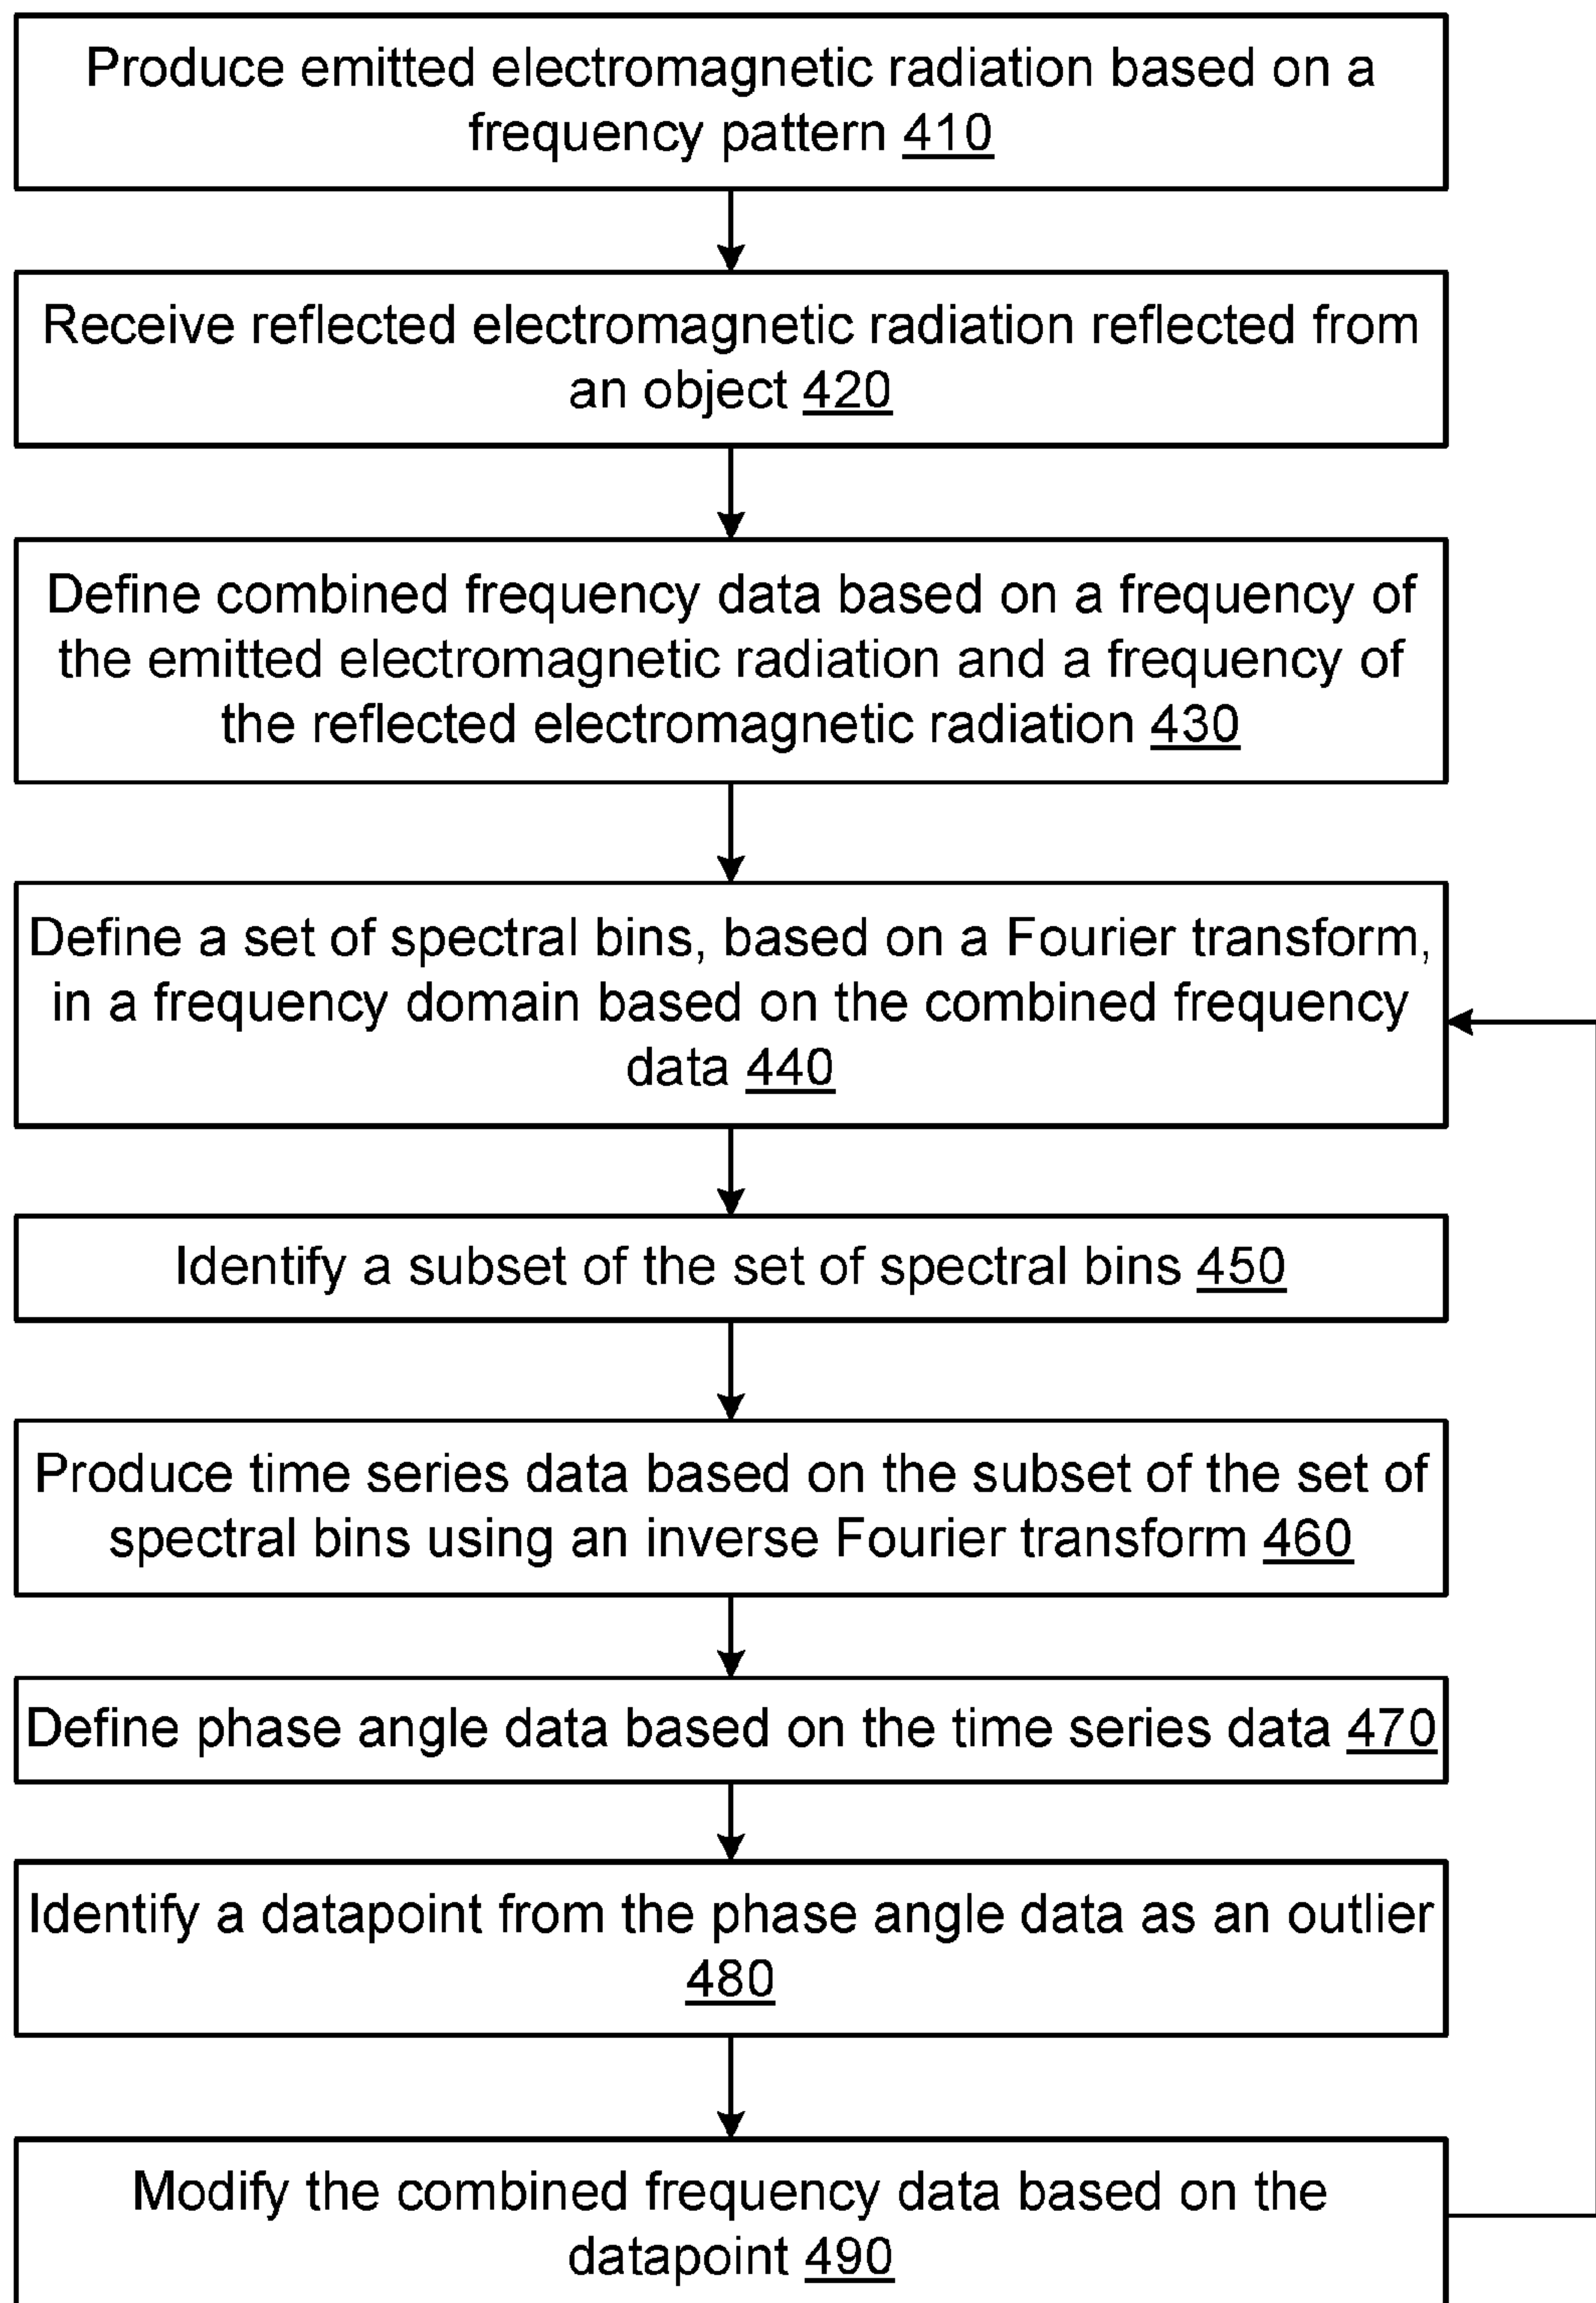 Produce emitted electromagnetic radiation based on a
frequency pattern 410
Receive reflected electromagnetic radiation reflected from
an object 420
Define combined frequency data based on a frequency of
the emitted electromagnetic radiation and a frequency of
the reflected electromagnetic radiation 430
Define a set of spectral bins, based on a Fourier transform,
in a frequency domain based on the combined frequency
data 440
Identify a subset of the set of spectral bins 450
Produce time series data based on the subset of the set of
spectral bins using an inverse Fourier transform 460
Define phase angle data based on the time series data 470
Identify a datapoint from the phase angle data as an outlier
480
Modify the combined frequency data based on the
datapoint 490